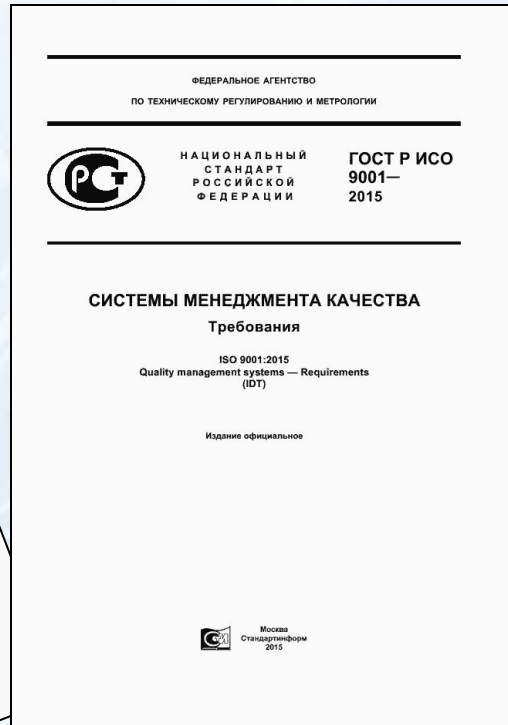 ФЕДЕРАЛЬНОЕ АГЕНТСТВО
ПО ТЕХНИЧЕСКОМУ РЕГУЛИРОВАНИЮ И МЕТРОЛОГИИ
РСТ
НАЦИОНАЛЬНЫЙ
СТАНДАРТ
РОССИЙСКОЙ
ФЕДЕРАЦИИ
ГОСТ Р ИСО
9001—
2015
СИСТЕМЫ МЕНЕДЖМЕНТА КАЧЕСТВА
Требования
ISO 9001:2015
Quality management systems — Requirements
(IDT)
Издание официальное
Москва
Стандартинформ
2015